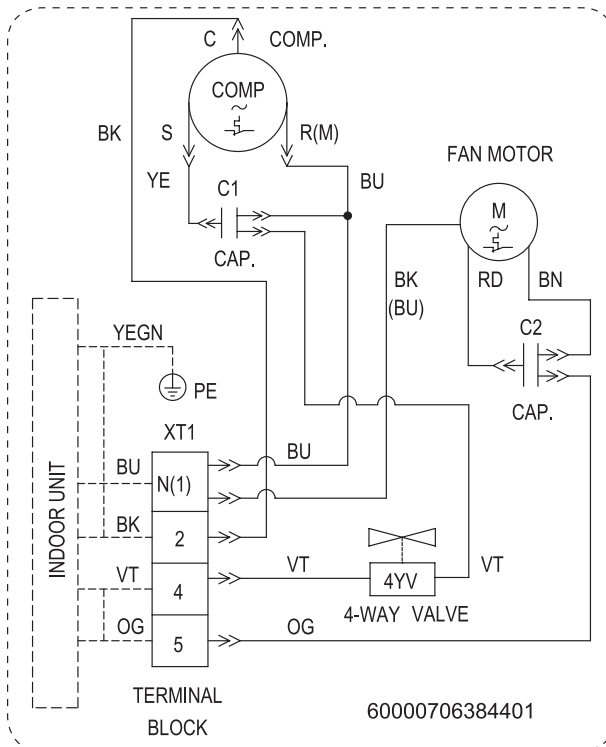 C COMP.
COMP
BK S R(M)
YE BU
C1
CAP.
FAN MOTOR
M
RD BN
BK
(BU)
C2
CAP.
YEGN
PE
XT1
INDOOR UNIT
BU N(1) BU
BK 2
VT 4 VT 4YV VT
4-WAY VALVE
OG 5 OG
TERMINAL
BLOCK
60000706384401